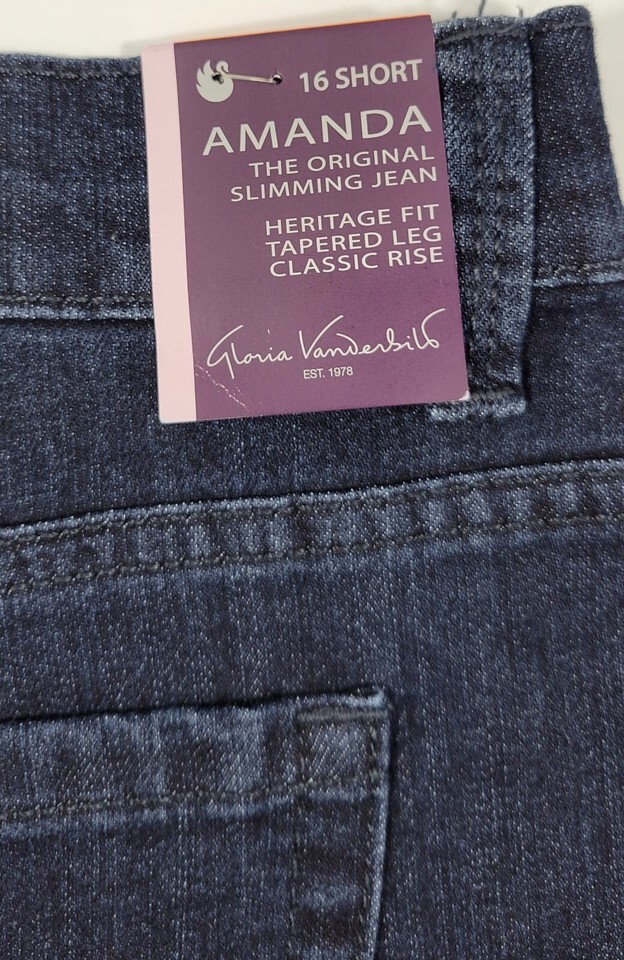 16 SHORT
AMANDA
THE ORIGINAL
SLIMMING JEAN
HERITAGE FIT
TAPERED LEG
CLASSIC RISE
Gloria Vanderbilt
EST. 1978